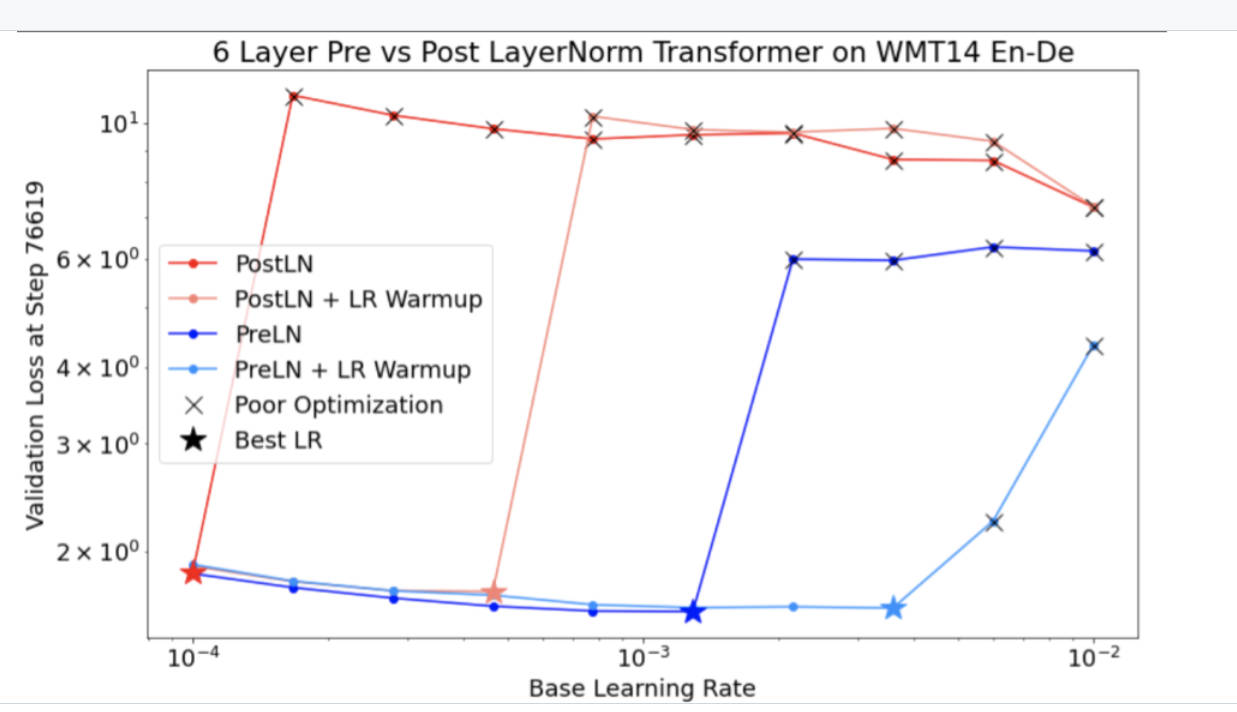 6 Layer Pre vs Post LayerNorm Transformer on WMT14 En-De
Validation Loss at Step 76619
10¹
6 × 10⁰
4 × 10⁰
3 × 10⁰
2 × 10⁰
PostLN
PostLN + LR Warmup
PreLN
PreLN + LR Warmup
Poor Optimization
Best LR
10⁻⁴
10⁻³
10⁻²
Base Learning Rate